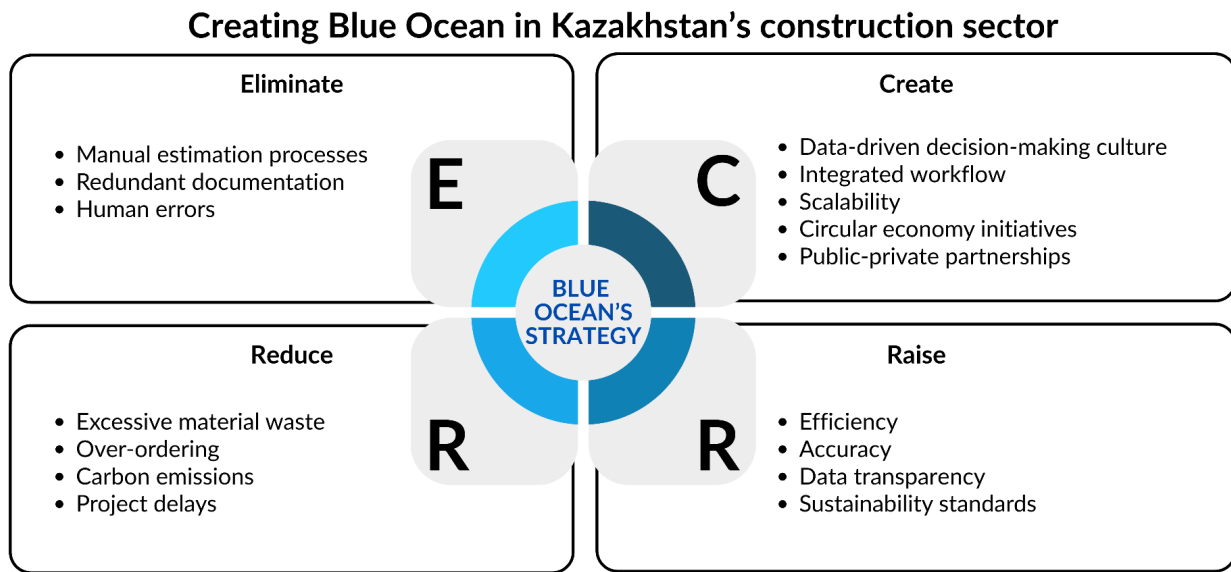 Creating Blue Ocean in Kazakhstan's construction sector
Eliminate
• Manual estimation processes
• Redundant documentation
• Human errors
E
Create
• Data-driven decision-making culture
• Integrated workflow
• Scalability
• Circular economy initiatives
• Public-private partnerships
C
BLUE
OCEAN'S
STRATEGY
Reduce
• Excessive material waste
• Over-ordering
• Carbon emissions
• Project delays
R
Raise
• Efficiency
• Accuracy
• Data transparency
• Sustainability standards
R